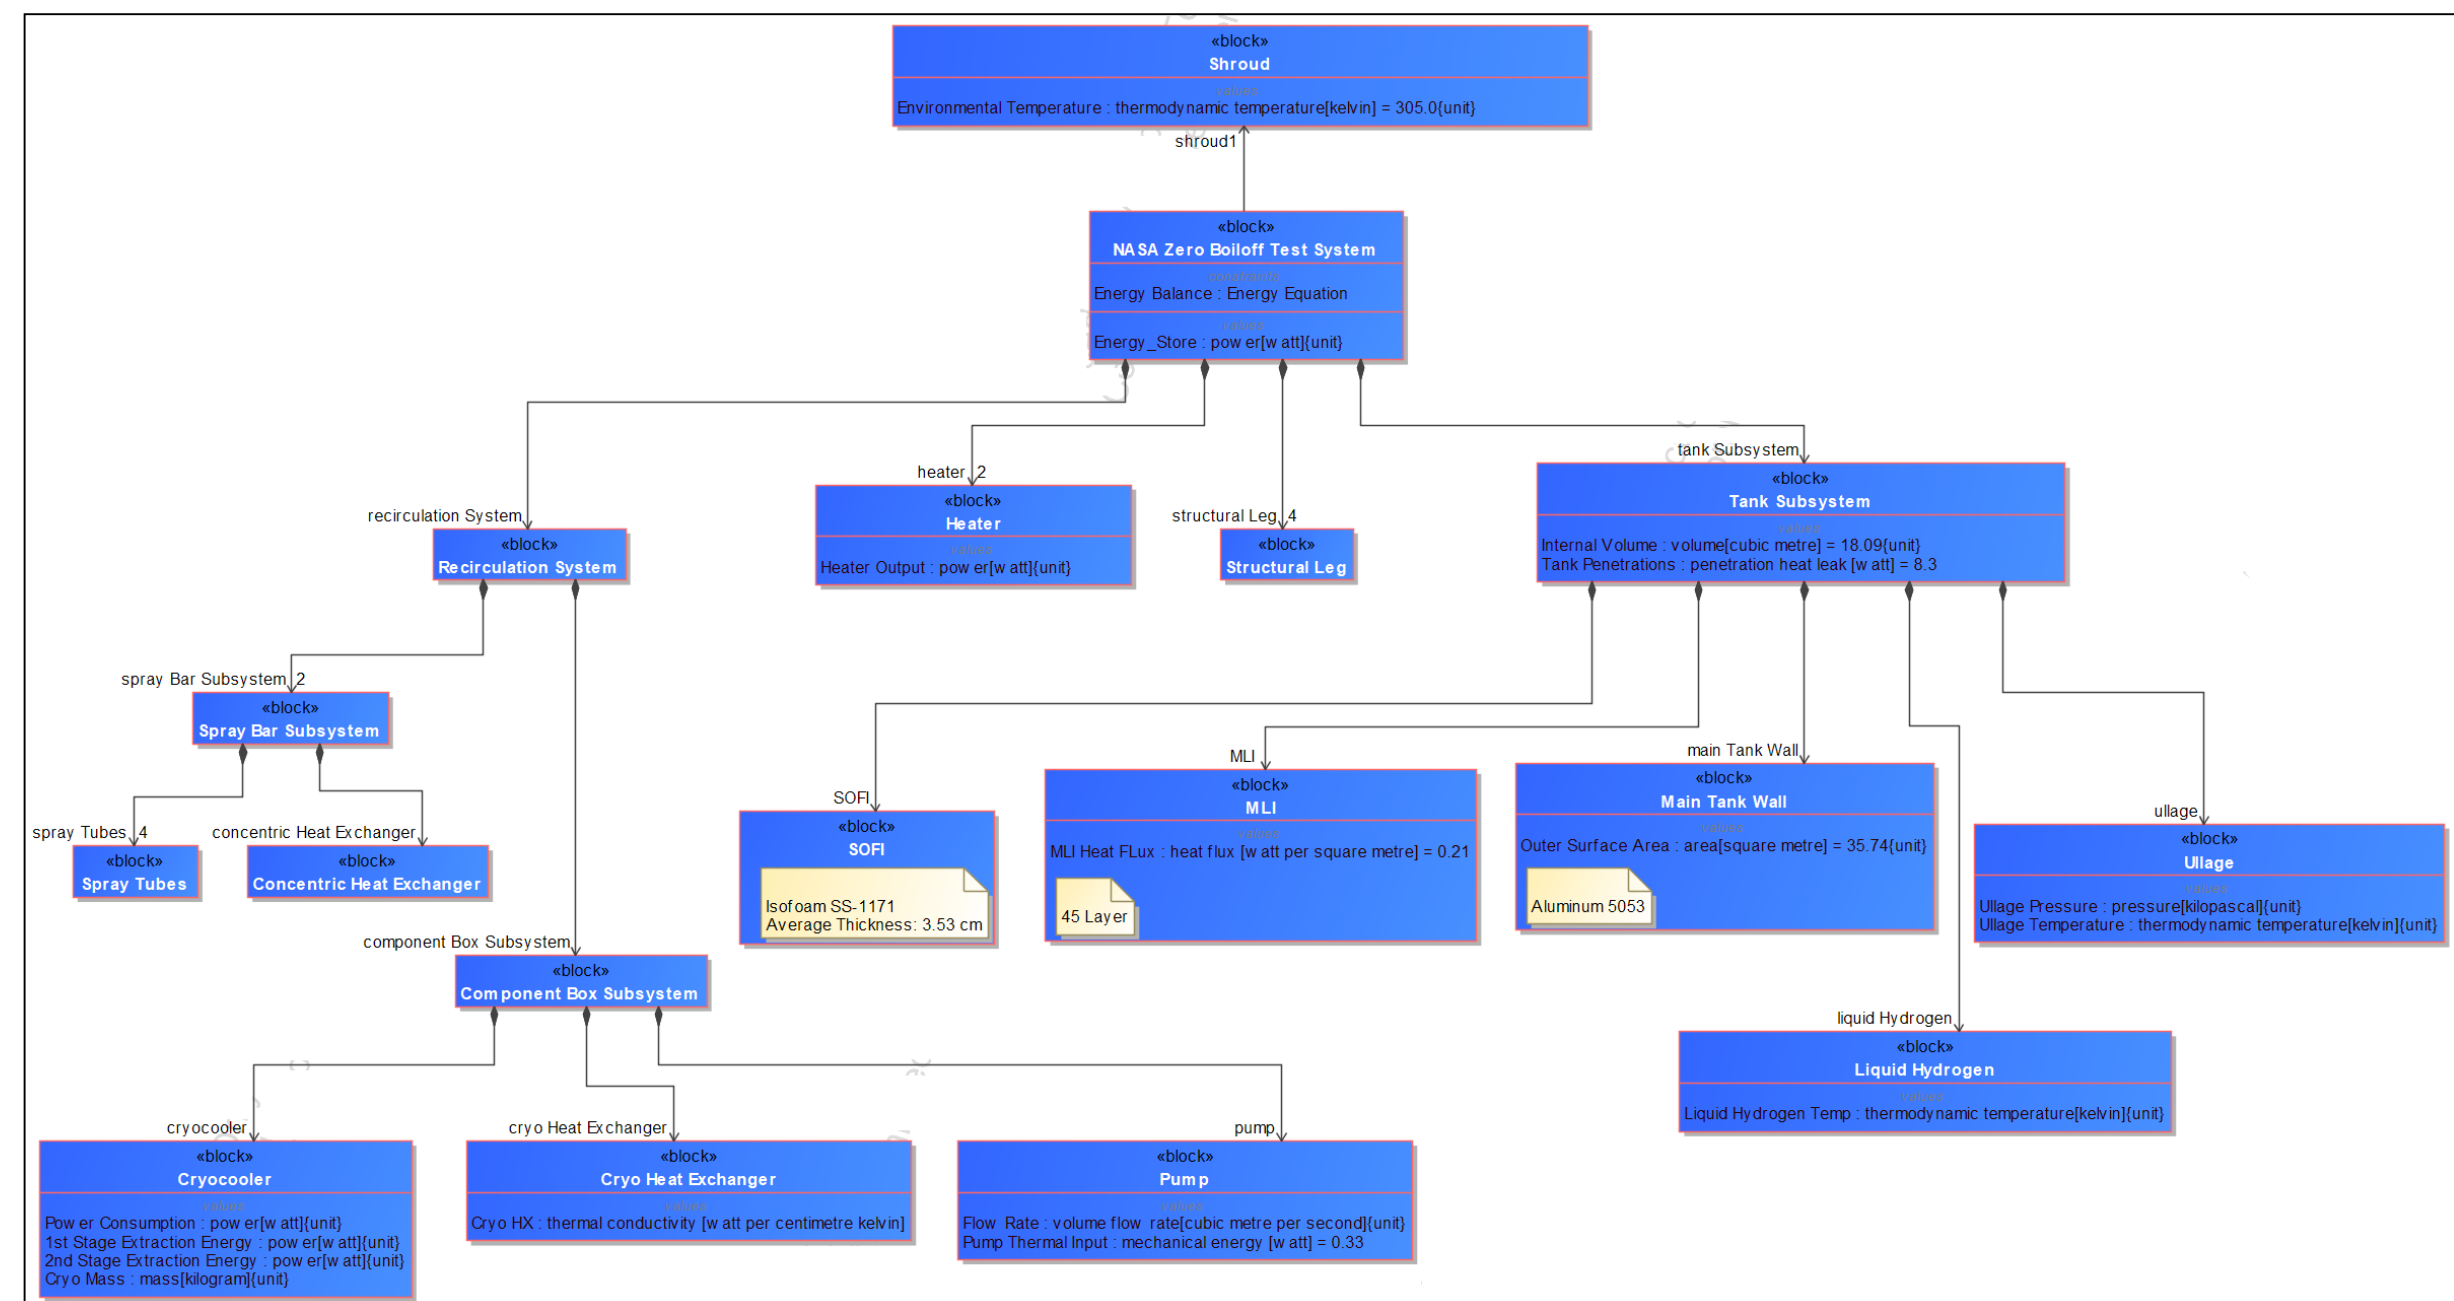 «block»
Shroud
values
Environmental Temperature : thermodynamic temperature[kelvin] = 305.0{unit}
shroud1
«block»
NASA Zero Boiloff Test System
constraints
Energy Balance : Energy Equation
values
Energy_Store : power[watt]{unit}
recirculation System
«block»
Recirculation System
heater 2
«block»
Heater
values
Heater Output : power[watt]{unit}
structural Leg 4
«block»
Structural Leg
tank Subsystem
«block»
Tank Subsystem
values
Internal Volume : volume[cubic metre] = 18.09{unit}
Tank Penetrations : penetration heat leak [watt] = 8.3
spray Bar Subsystem 2
«block»
Spray Bar Subsystem
spray Tubes 4
«block»
Spray Tubes
concentric Heat Exchanger
«block»
Concentric Heat Exchanger
SOFI
«block»
SOFI
Isofoam SS-1171
Average Thickness: 3.53 cm
MLI
«block»
MLI
values
MLI Heat FLux : heat flux [watt per square metre] = 0.21
45 Layer
main Tank Wall
«block»
Main Tank Wall
values
Outer Surface Area : area[square metre] = 35.74{unit}
Aluminum 5053
ullage
«block»
Ullage
values
Ullage Pressure : pressure[kilopascal]{unit}
Ullage Temperature : thermodynamic temperature[kelvin]{unit}
component Box Subsystem
«block»
Component Box Subsystem
liquid Hydrogen
«block»
Liquid Hydrogen
values
Liquid Hydrogen Temp : thermodynamic temperature[kelvin]{unit}
cryocooler
«block»
Cryocooler
values
Power Consumption : power[watt]{unit}
1st Stage Extraction Energy : power[watt]{unit}
2nd Stage Extraction Energy : power[watt]{unit}
Cryo Mass : mass[kilogram]{unit}
cryo Heat Exchanger
«block»
Cryo Heat Exchanger
values
Cryo HX : thermal conductivity [watt per centimetre kelvin]
pump
«block»
Pump
values
Flow Rate : volume flow rate[cubic metre per second]{unit}
Pump Thermal Input : mechanical energy [watt] = 0.33